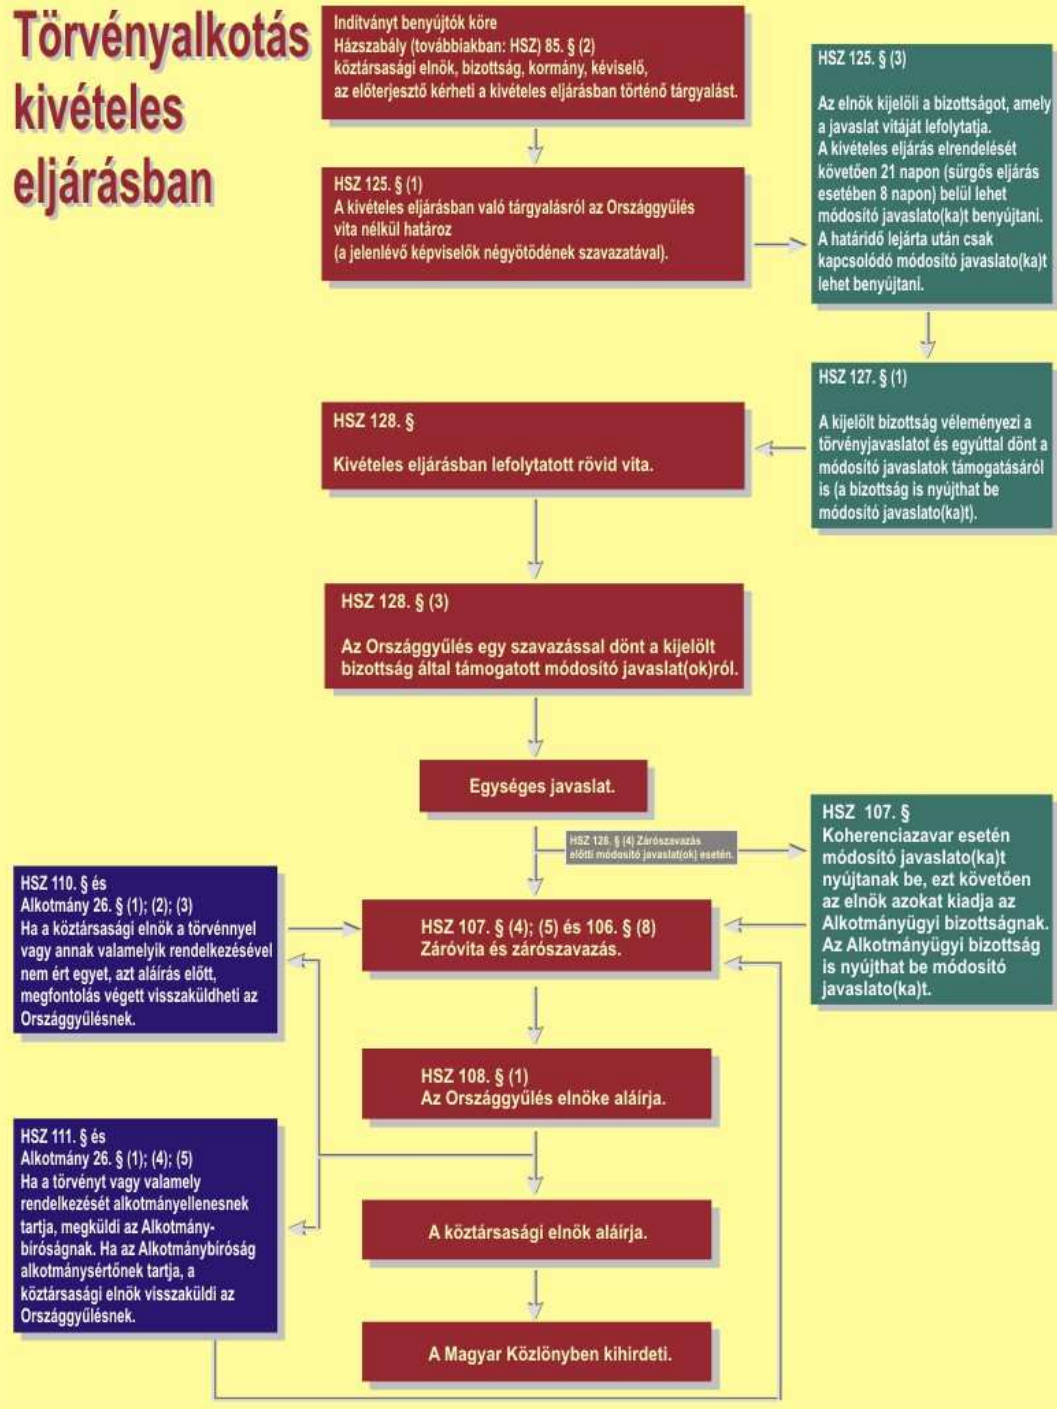 Törvényalkotás
kivételes
eljárásban
Indítványt benyújtók köre
Házszabály (továbbiakban: HSZ) 85. § (2)
köztársasági elnök, bizottság, kormány, kéviselő,
az előterjesztő kérheti a kivételes eljárásban történő tárgyalást.
HSZ 125. § (1)
A kivételes eljárásban való tárgyalásról az Országgyűlés
vita nélkül határoz
(a jelenlévő képviselők négyötödének szavazatával).
HSZ 125. § (3)
Az elnök kijelöli a bizottságot, amely
a javaslat vitáját lefolytatja.
A kivételes eljárás elrendelését
követően 21 napon (sürgős eljárás
esetében 8 napon) belül lehet
módosító javaslato(ka)t benyújtani.
A határidő lejárta után csak
kapcsolódó módosító javaslato(ka)t
lehet benyújtani.
HSZ 127. § (1)
A kijelölt bizottság véleményezi a
törvényjavaslatot és egyúttal dönt a
módosító javaslatok támogatásáról
is (a bizottság is nyújthat be
módosító javaslato(ka)t).
HSZ 128. §
Kivételes eljárásban lefolytatott rövid vita.
HSZ 128. § (3)
Az Országgyűlés egy szavazással dönt a kijelölt
bizottság által támogatott módosító javaslat(ok)ról.
Egységes javaslat.
HSZ 128. § (4) Zárószavazás
előtti módosító javaslat(ok) esetén.
HSZ 107. §
Koherenciazavar esetén
módosító javaslato(ka)t
nyújtanak be, ezt követően
az elnök azokat kiadja az
Alkotmányügyi bizottságnak.
Az Alkotmányügyi bizottság
is nyújthat be módosító
javaslato(ka)t.
HSZ 107. § (4); (5) és 106. § (8)
Záróvita és zárószavazás.
HSZ 110. § és
Alkotmány 26. § (1); (2); (3)
Ha a köztársasági elnök a törvénnyel
vagy annak valamelyik rendelkezésével
nem ért egyet, azt aláírás előtt,
megfontolás végett visszaküldheti az
Országgyűlésnek.
HSZ 108. § (1)
Az Országgyűlés elnöke aláírja.
HSZ 111. § és
Alkotmány 26. § (1); (4); (5)
Ha a törvényt vagy valamely
rendelkezését alkotmányellenesnek
tartja, megküldi az Alkotmány-
bíróságnak. Ha az Alkotmánybíróság
alkotmánysértőnek tartja, a
köztársasági elnök visszaküldi az
Országgyűlésnek.
A köztársasági elnök aláírja.
A Magyar Közlönyben kihirdeti.